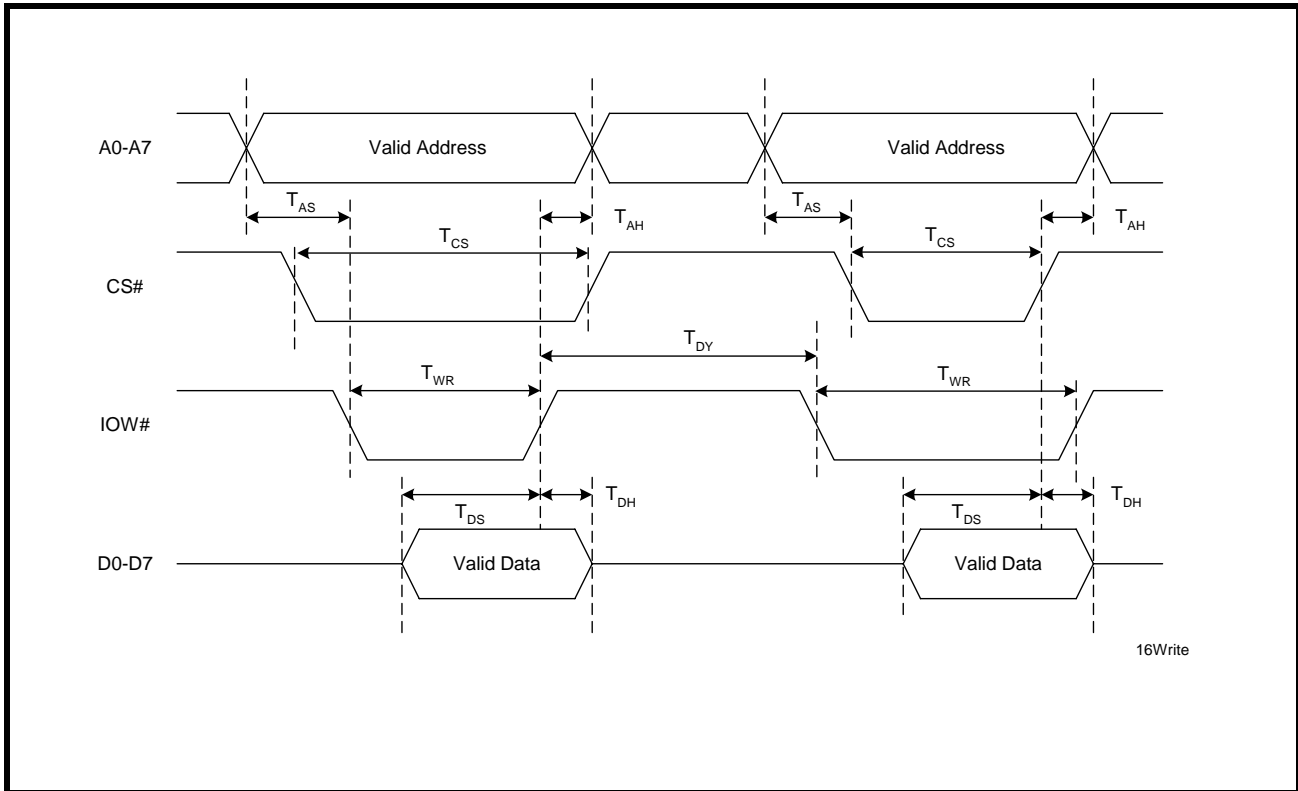 A0-A7
Valid Address
Valid Address
TAS
TAH
TAS
TAH
TCS
TCS
CS#
TDY
TWR
TWR
IOW#
TDH
TDH
TDS
TDS
D0-D7
Valid Data
Valid Data
16Write